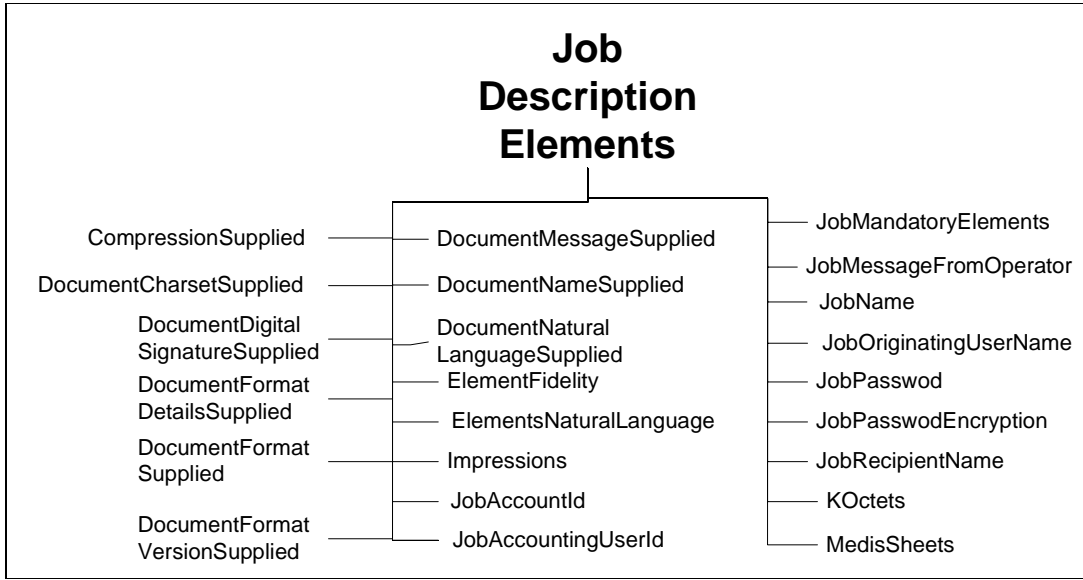 Job
Description
Elements
CompressionSupplied
DocumentCharsetSupplied
DocumentDigital
SignatureSupplied
DocumentFormat
DetailsSupplied
DocumentFormat
Supplied
DocumentFormat
VersionSupplied
DocumentMessageSupplied
DocumentNameSupplied
DocumentNatural
LanguageSupplied
ElementFidelity
ElementsNaturalLanguage
Impressions
JobAccountId
JobAccountingUserId
JobMandatoryElements
JobMessageFromOperator
JobName
JobOriginatingUserName
JobPasswod
JobPasswodEncryption
JobRecipientName
KOctets
MedisSheets